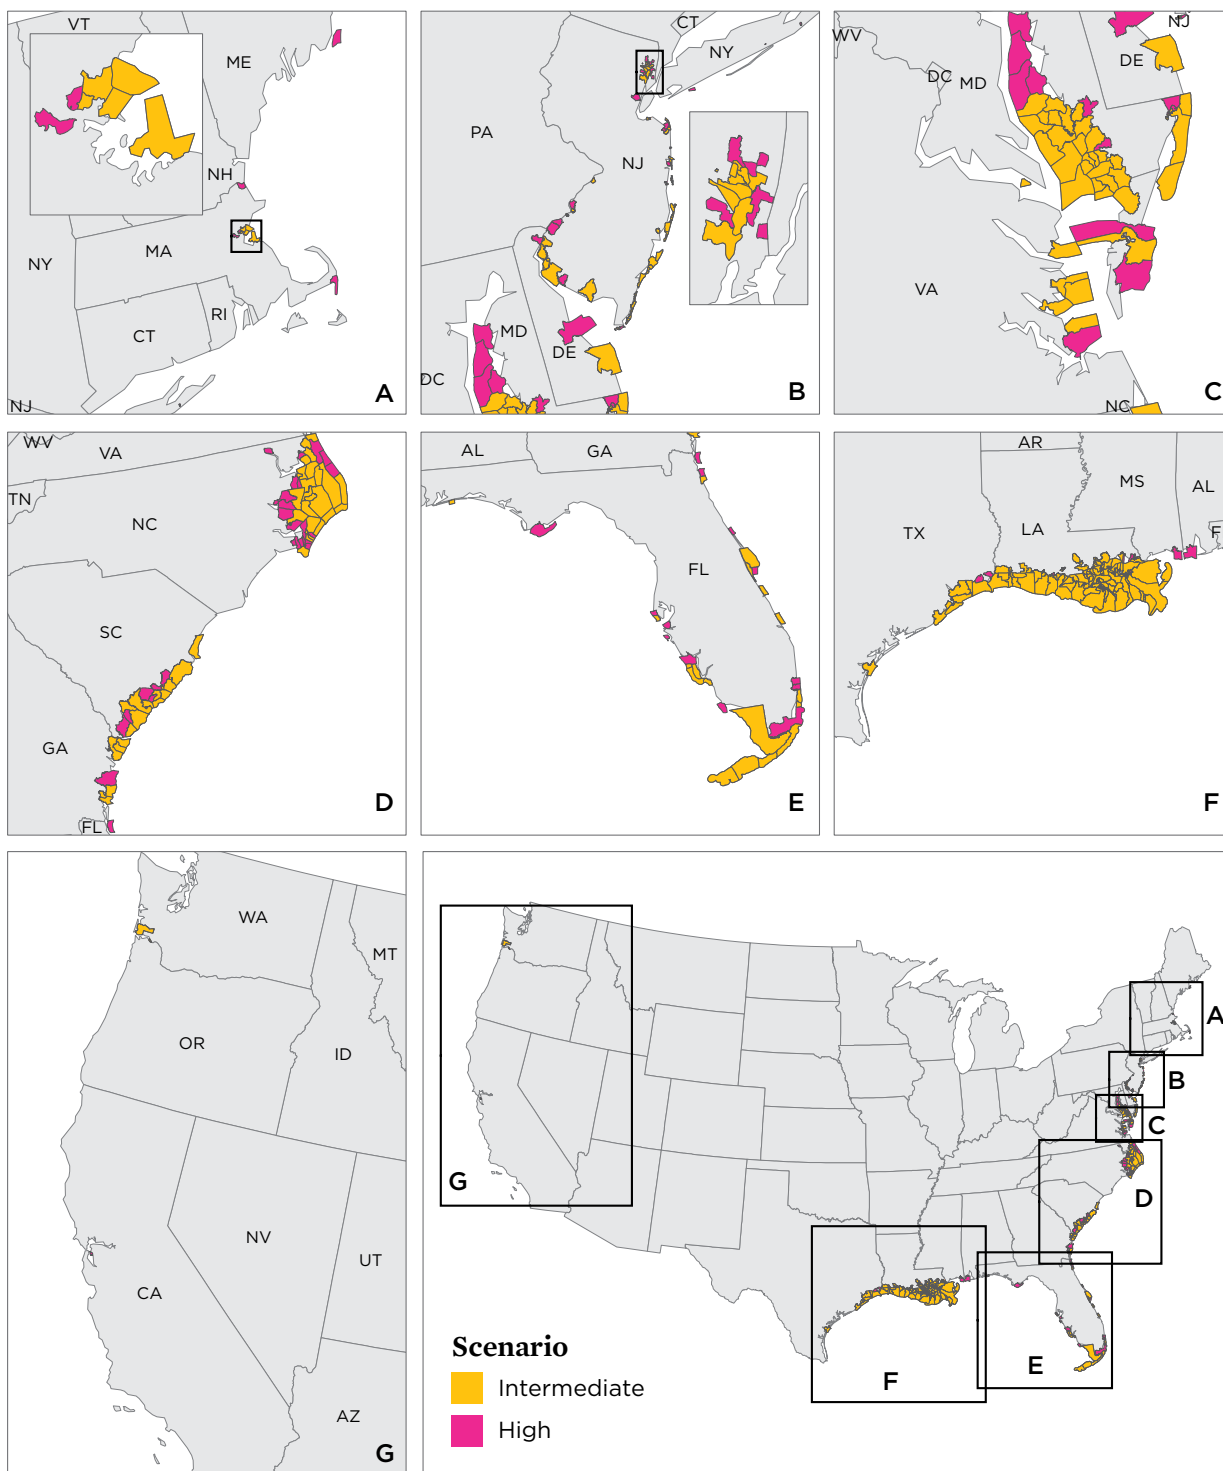 VT
ME
NH
MA
NY
RI
CT
NJ
A
CT
NY
PA
NJ
MD
DE
DC
B
WV
NJ
DE
DC
MD
VA
NC
C
WV
VA
TN
NC
SC
GA
FL
D
AL
GA
FL
E
AR
MS
AL
TX
LA
F
F
WA
MT
OR
ID
NV
UT
CA
AZ
G
A
B
C
D
G
E
F
Scenario
Intermediate
High